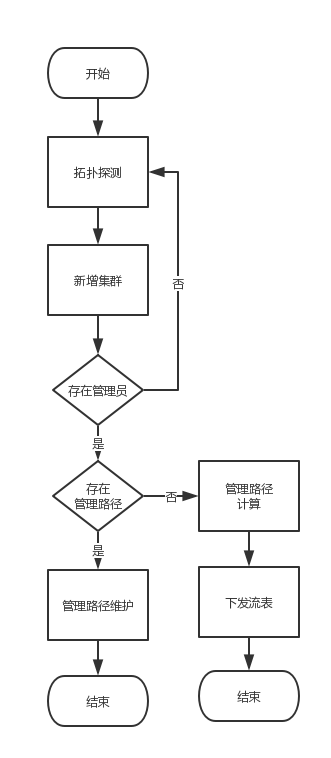 开始
拓扑探测
新增集群
否
存在管理员
是
存在
管理路径
否
管理路径
计算
是
管理路径维护
下发流表
结束
结束